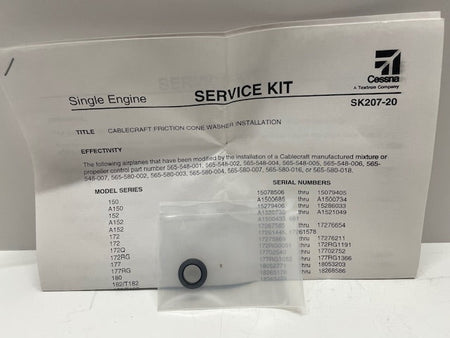 Cessna
A Textron Company
Single Engine
SERVICE KIT
SK207-20
TITLE CABLECRAFT FRICTION CONE WASHER INSTALLATION
EFFECTIVITY
The following airplanes that have been modified by the installation of a Cablecraft manufactured mixture or
propeller control part number 565-548-001, 565-548-002, 565-548-004, 565-548-005, 565-548-006, 565-
548-007, 565-580-002, 565-580-003, 565-580-004, 565-580-007, 565-580-016, or 565-580-018.
MODEL SERIES SERIAL NUMBERS
150 15078506 thru 15079405
A150 A1500685 thru A1500734
152 15279406 thru 15286033
A152 thru A1521049
A150
172 thru 17276654
172
172Q thru 17276211
172RG thru 172RG1191
177 thru 17702752
177RG thru 177RG1366
180 thru 18053203
182/T182 thru 18268586